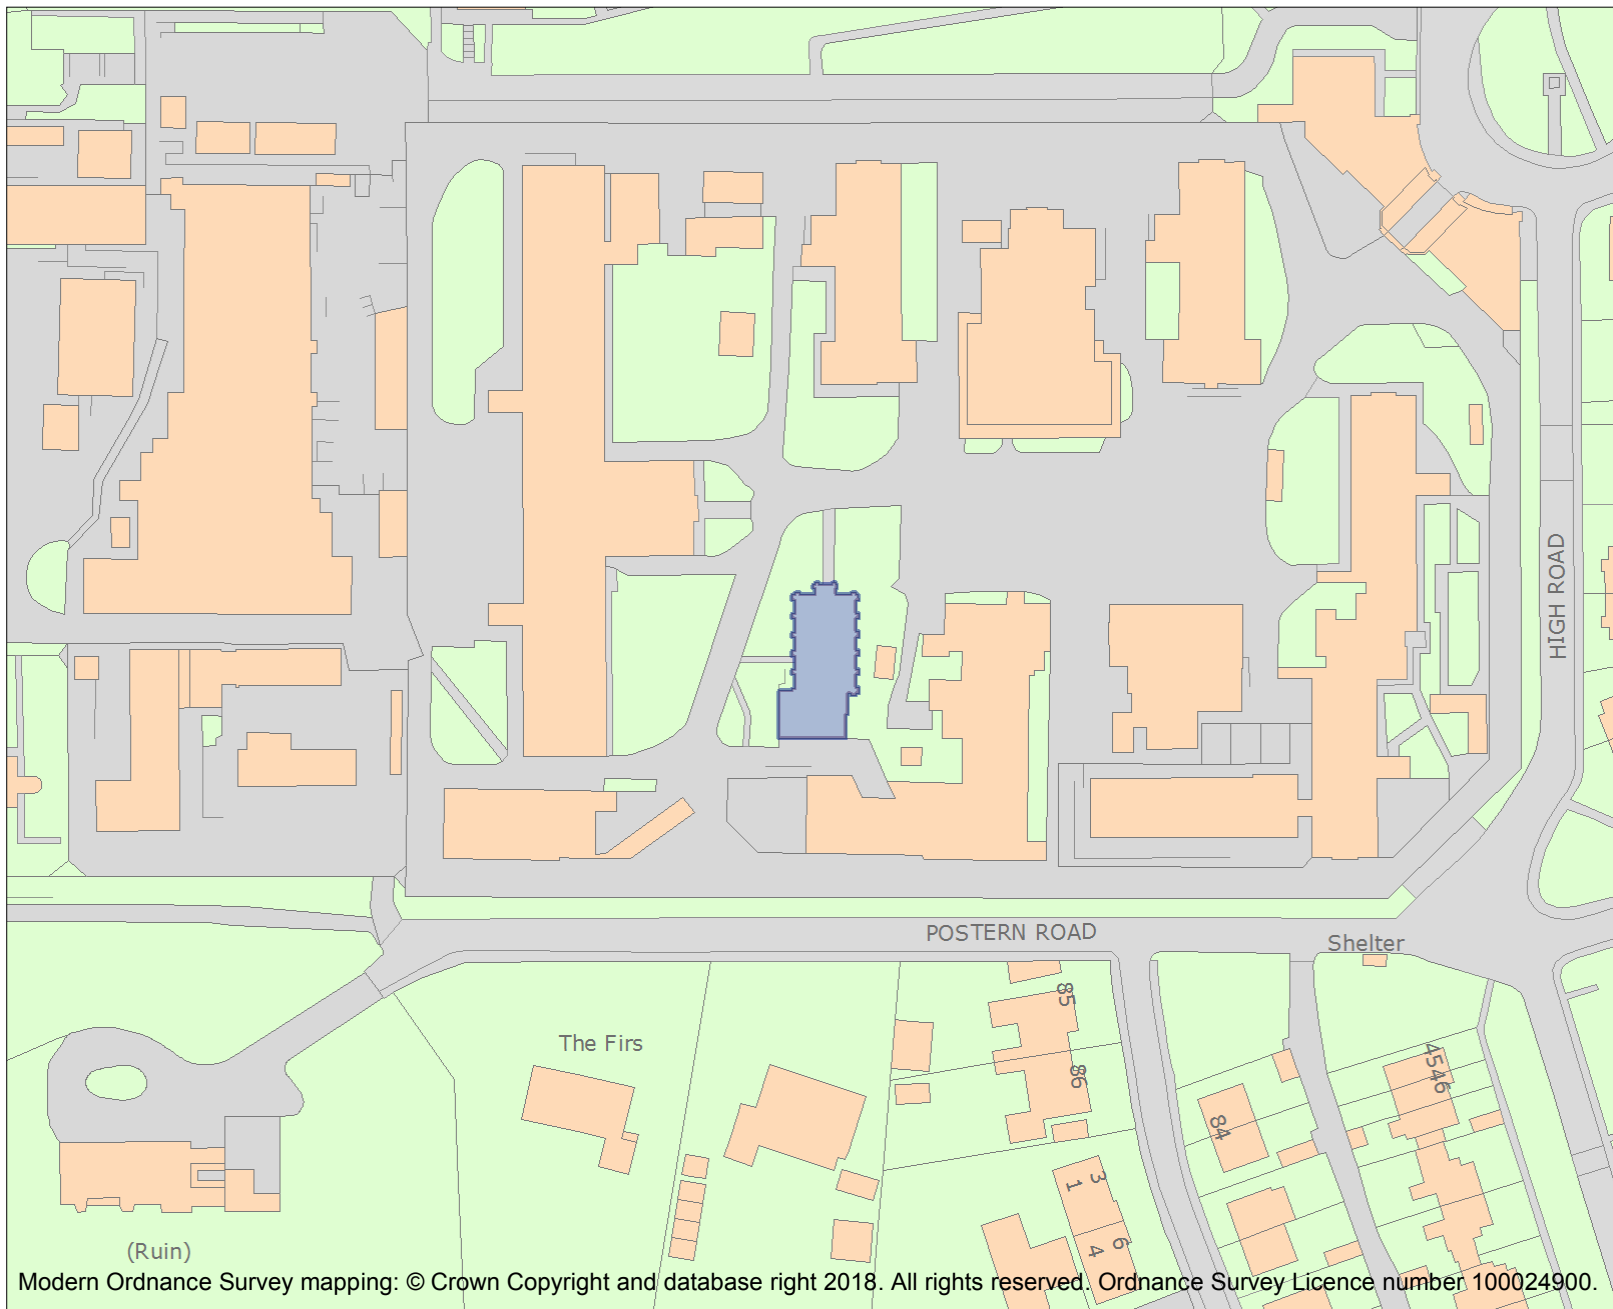 HIGH ROAD
POSTERN ROAD
Shelter
85
The Firs
86
4546
84
3
1
6
4
(Ruin)
Modern Ordnance Survey mapping: © Crown Copyright and database right 2018. All rights reserved. Ordnance Survey Licence number 100024900.